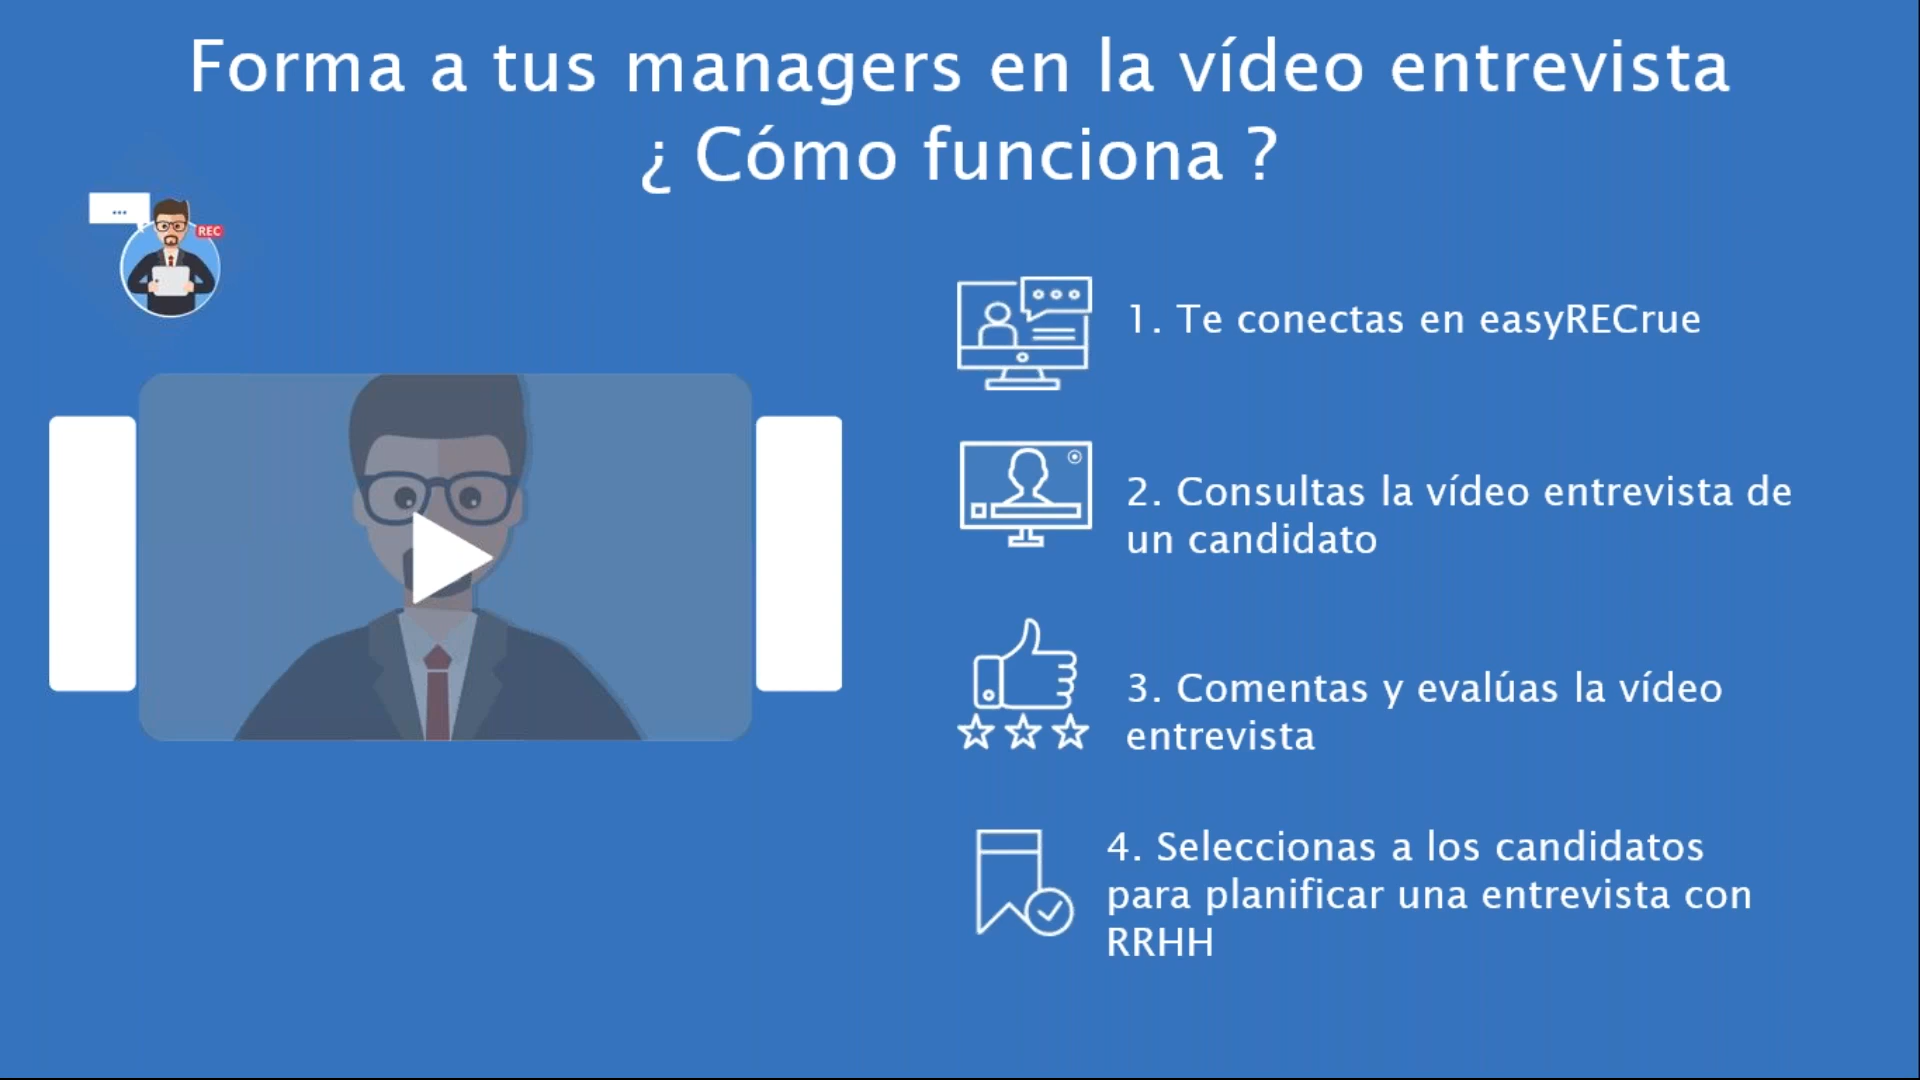 Forma a tus managers en la vídeo entrevista
¿ Cómo funciona ?
...
REC
1. Te conectas en easyRECrue
2. Consultas la vídeo entrevista de
un candidato
3. Comentas y evalúas la vídeo
entrevista
4. Seleccionas a los candidatos
para planificar una entrevista con
RRHH